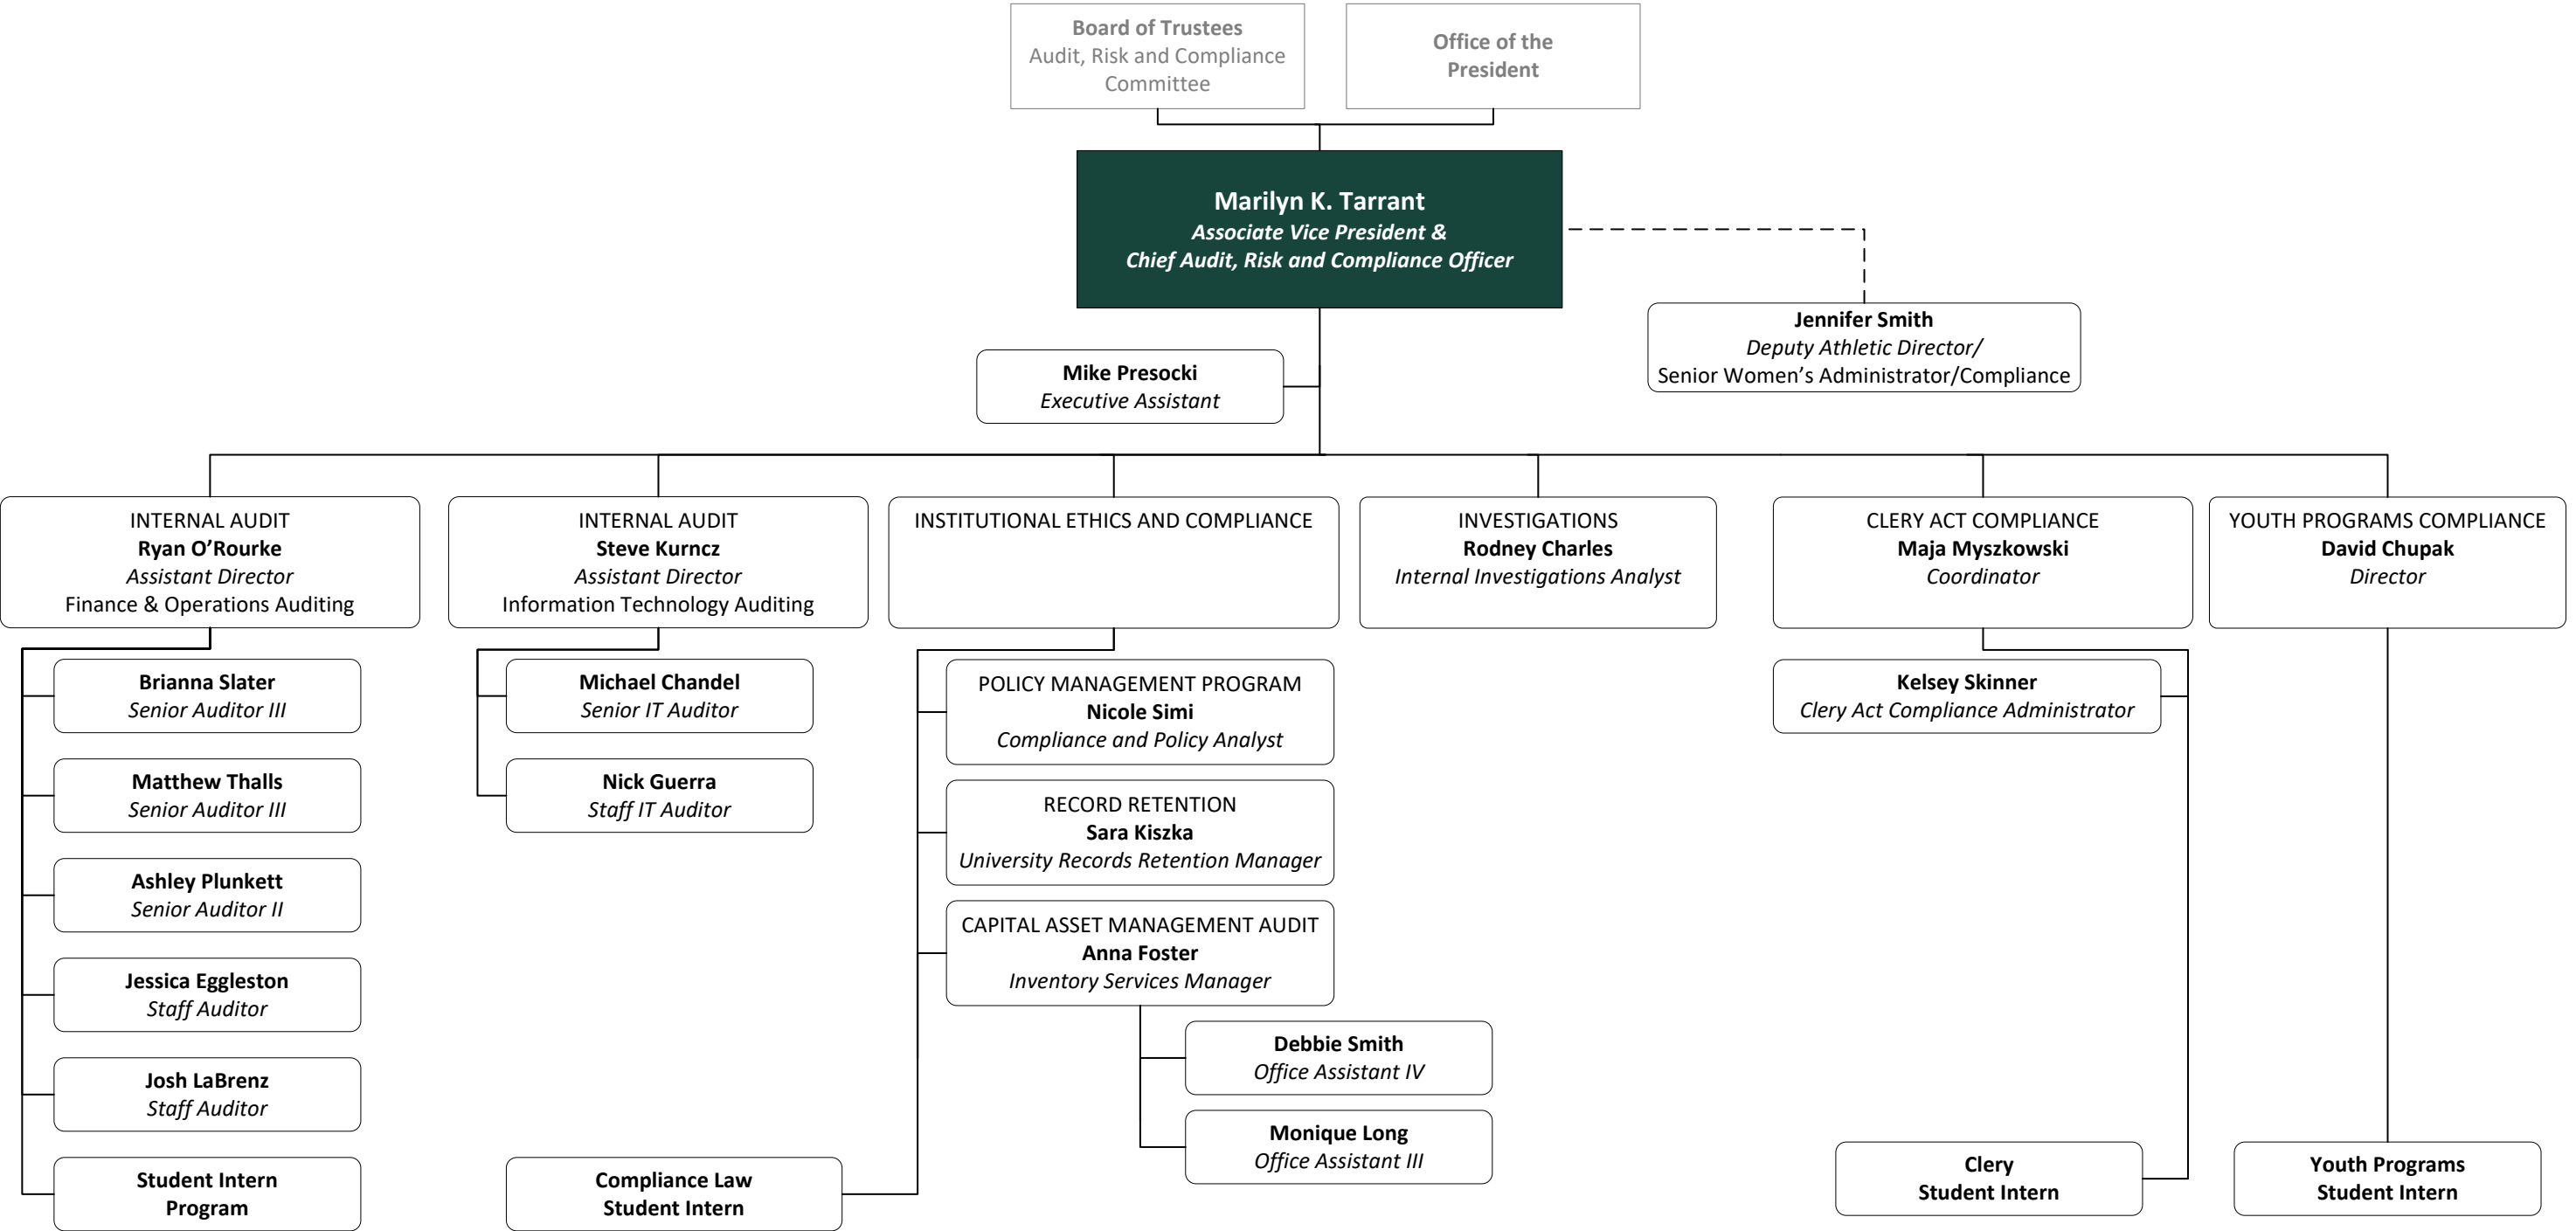 Board of Trustees
Audit, Risk and Compliance
Committee
Office of the
President
Marilyn K. Tarrant
Associate Vice President &
Chief Audit, Risk and Compliance Officer
Jennifer Smith
Deputy Athletic Director/
Senior Women’s Administrator/Compliance
Mike Presocki
Executive Assistant
INTERNAL AUDIT
Ryan O’Rourke
Assistant Director
Finance & Operations Auditing
INTERNAL AUDIT
Steve Kurncz
Assistant Director
Information Technology Auditing
INSTITUTIONAL ETHICS AND COMPLIANCE
INVESTIGATIONS
Rodney Charles
Internal Investigations Analyst
CLERY ACT COMPLIANCE
Maja Myszkowski
Coordinator
YOUTH PROGRAMS COMPLIANCE
David Chupak
Director
Brianna Slater
Senior Auditor III
Matthew Thalls
Senior Auditor III
Ashley Plunkett
Senior Auditor II
Jessica Eggleston
Staff Auditor
Josh LaBrenz
Staff Auditor
Student Intern
Program
Michael Chandel
Senior IT Auditor
Nick Guerra
Staff IT Auditor
POLICY MANAGEMENT PROGRAM
Nicole Simi
Compliance and Policy Analyst
RECORD RETENTION
Sara Kiszka
University Records Retention Manager
CAPITAL ASSET MANAGEMENT AUDIT
Anna Foster
Inventory Services Manager
Debbie Smith
Office Assistant IV
Monique Long
Office Assistant III
Compliance Law
Student Intern
Kelsey Skinner
Clery Act Compliance Administrator
Clery
Student Intern
Youth Programs
Student Intern